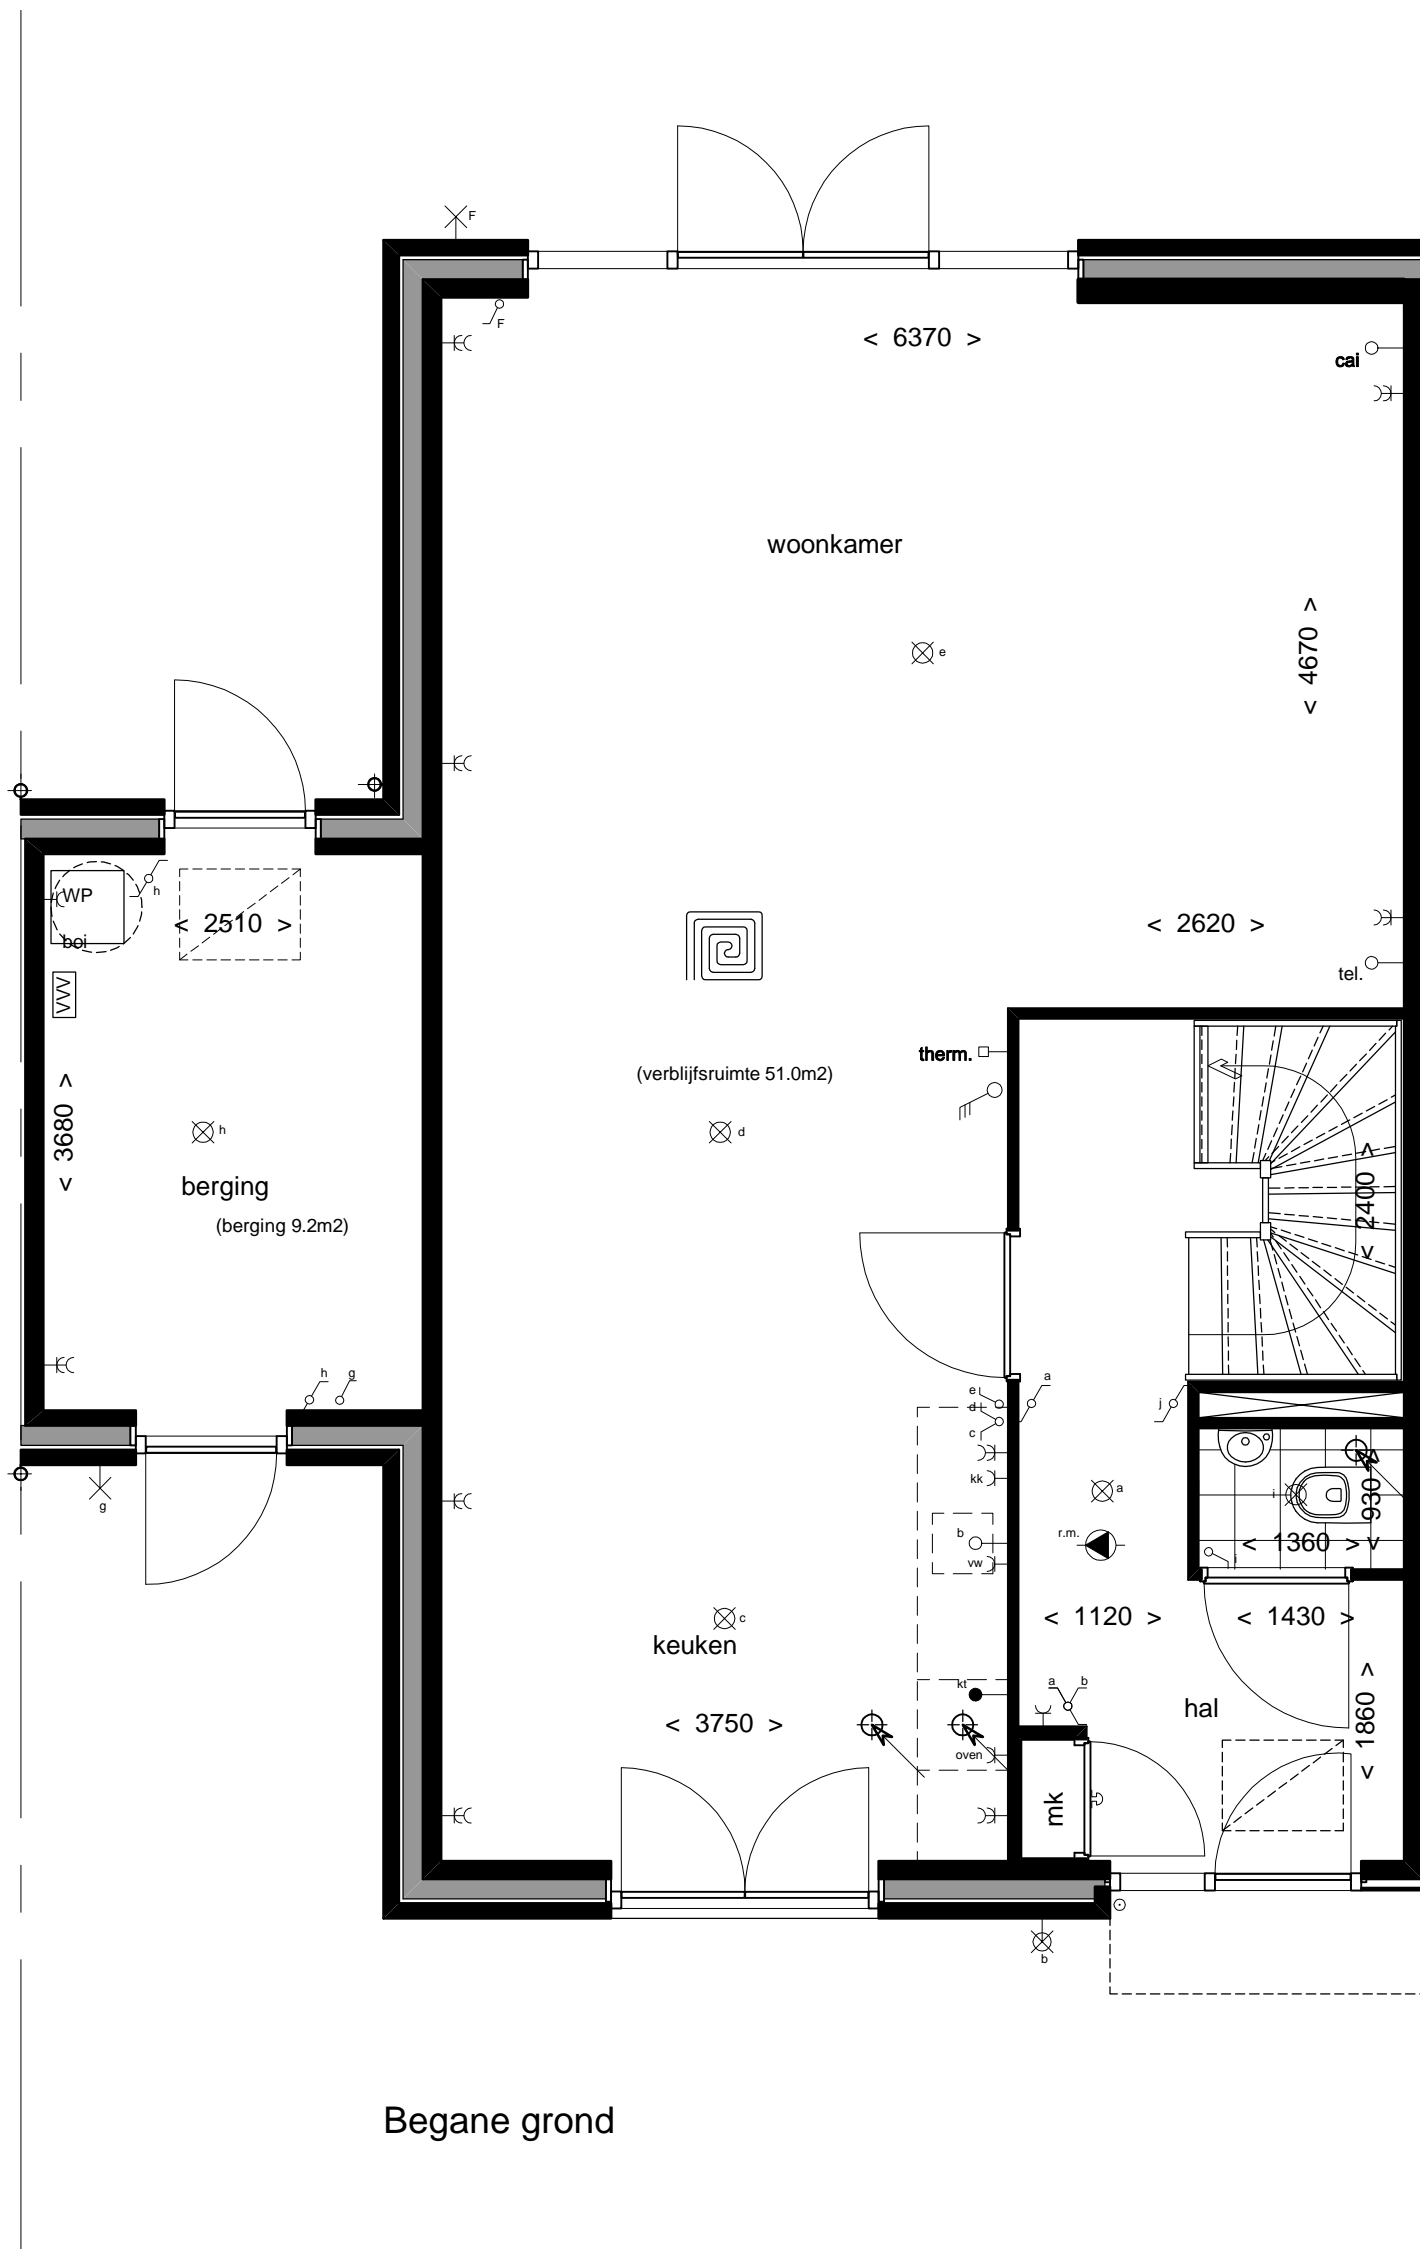 F
F
< 6370 >
cai
woonkamer
e
< 4670 >
WP
h
< 2510 >
boi
VVV
< 2620 >
tel.
therm.
(verblijfsruimte 51.0m2)
< 3680 >
h
d
berging
(berging 9.2m2)
< 2400 >
h
g
e
d
c
a
j
kk
a
i
< 930 >
g
b
r.m.
vw
< 1360 >
i
c
keuken
< 1120 >
< 1430 >
kt
a
b
hal
< 1860 >
< 3750 >
oven
mk
b
Begane grond